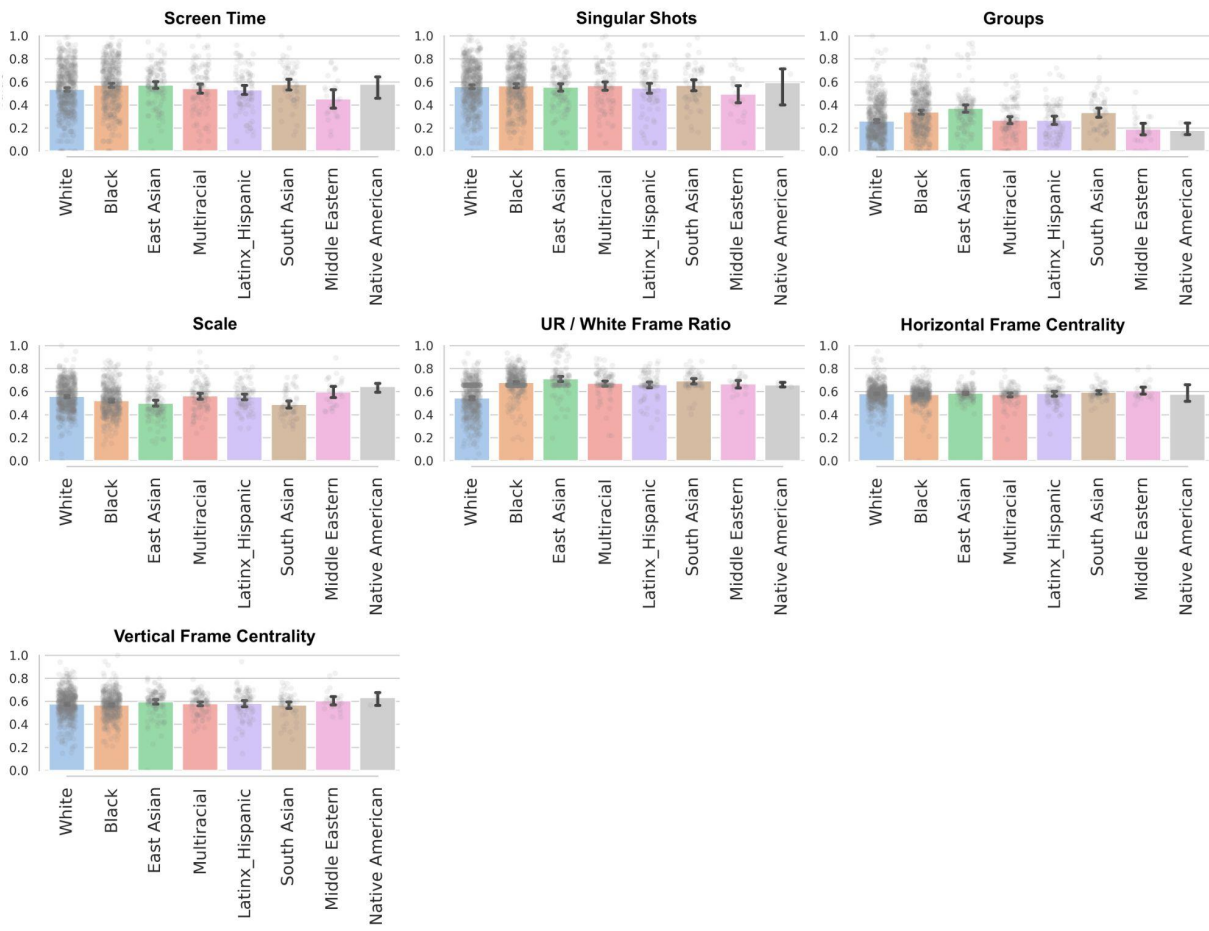 Screen Time
1.0
0.8
0.6
0.4
0.2
0.0
White
Black
East Asian
Multiracial
Latinx_Hispanic
South Asian
Middle Eastern
Native American
Singular Shots
1.0
0.8
0.6
0.4
0.2
0.0
White
Black
East Asian
Multiracial
Latinx_Hispanic
South Asian
Middle Eastern
Native American
Groups
1.0
0.8
0.6
0.4
0.2
0.0
White
Black
East Asian
Multiracial
Latinx_Hispanic
South Asian
Middle Eastern
Native American
Scale
1.0
0.8
0.6
0.4
0.2
0.0
White
Black
East Asian
Multiracial
Latinx_Hispanic
South Asian
Middle Eastern
Native American
UR / White Frame Ratio
1.0
0.8
0.6
0.4
0.2
0.0
White
Black
East Asian
Multiracial
Latinx_Hispanic
South Asian
Middle Eastern
Native American
Horizontal Frame Centrality
1.0
0.8
0.6
0.4
0.2
0.0
White
Black
East Asian
Multiracial
Latinx_Hispanic
South Asian
Middle Eastern
Native American
Vertical Frame Centrality
1.0
0.8
0.6
0.4
0.2
0.0
White
Black
East Asian
Multiracial
Latinx_Hispanic
South Asian
Middle Eastern
Native American